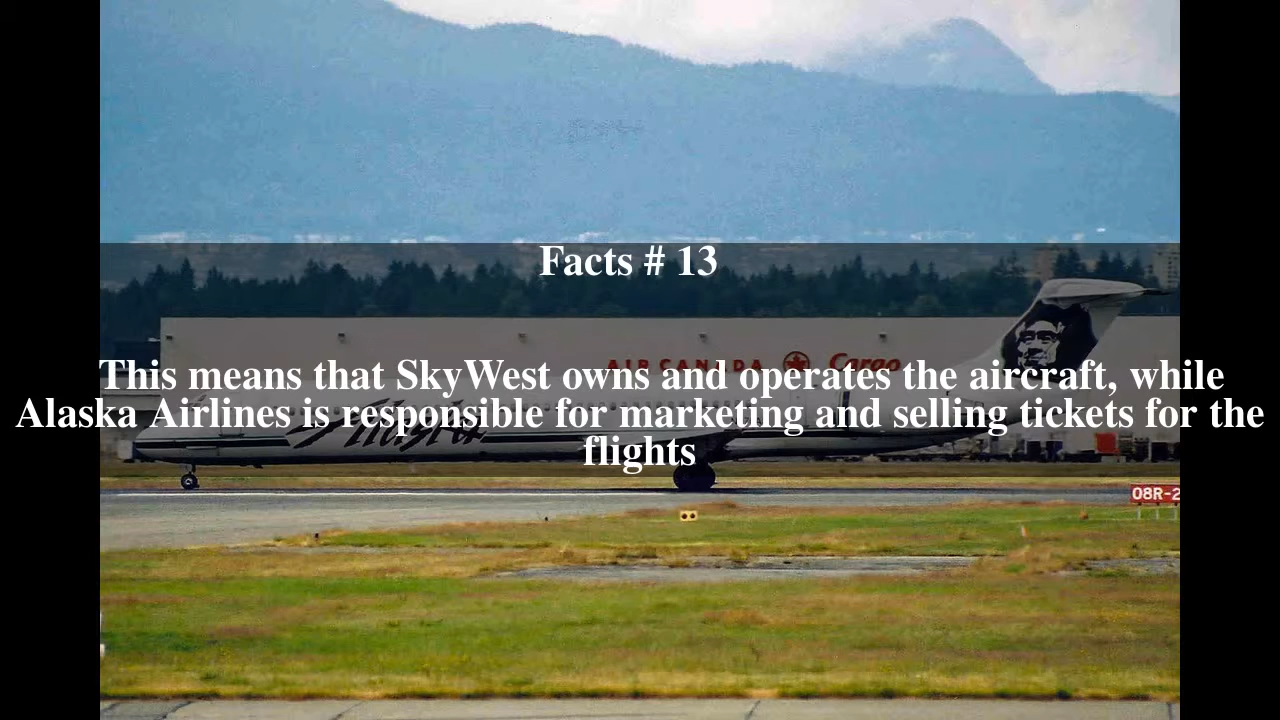 Facts # 13
AIR CANADA Cargo
This means that SkyWest owns and operates the aircraft, while
Alaska Airlines is responsible for marketing and selling tickets for the
flights
Alaska
08R-2